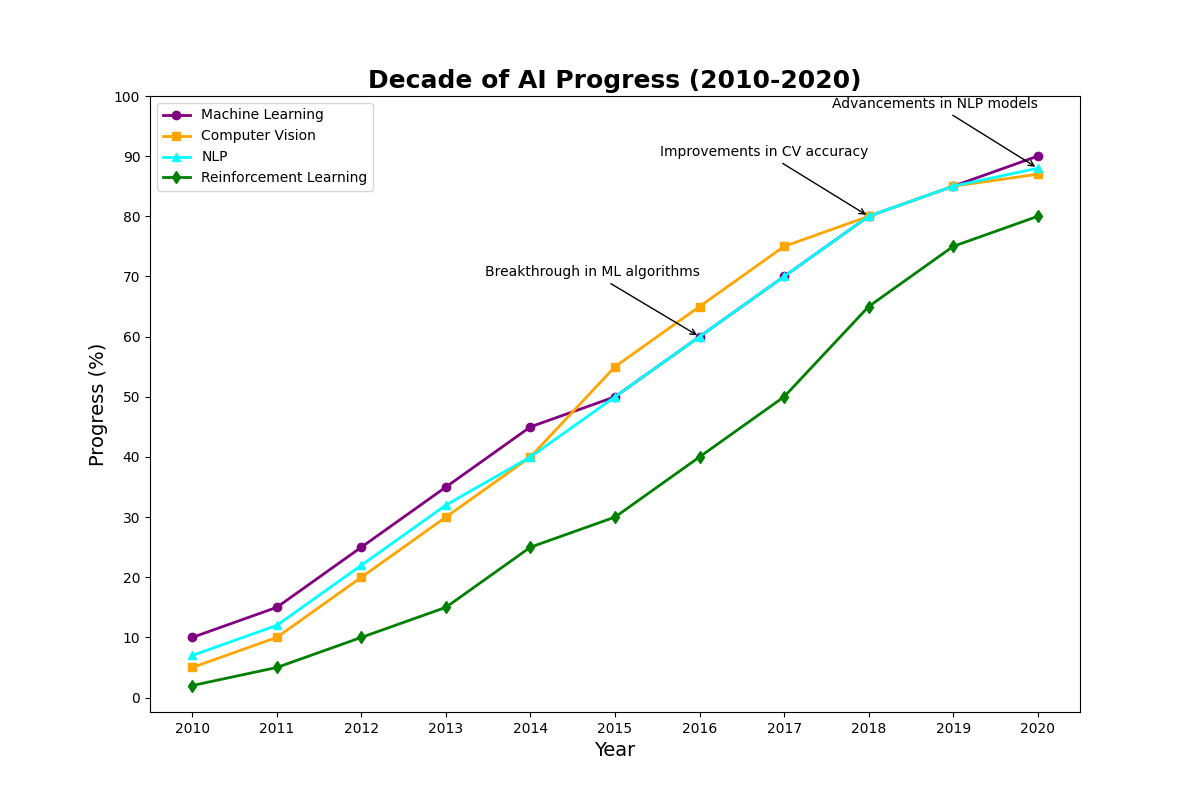 Decade of AI Progress (2010-2020)
Machine Learning
Computer Vision
NLP
Reinforcement Learning
Advancements in NLP models
Improvements in CV accuracy
Breakthrough in ML algorithms
Progress (%)
100
90
80
70
60
50
40
30
20
10
0
2010 2011 2012 2013 2014 2015 2016 2017 2018 2019 2020
Year